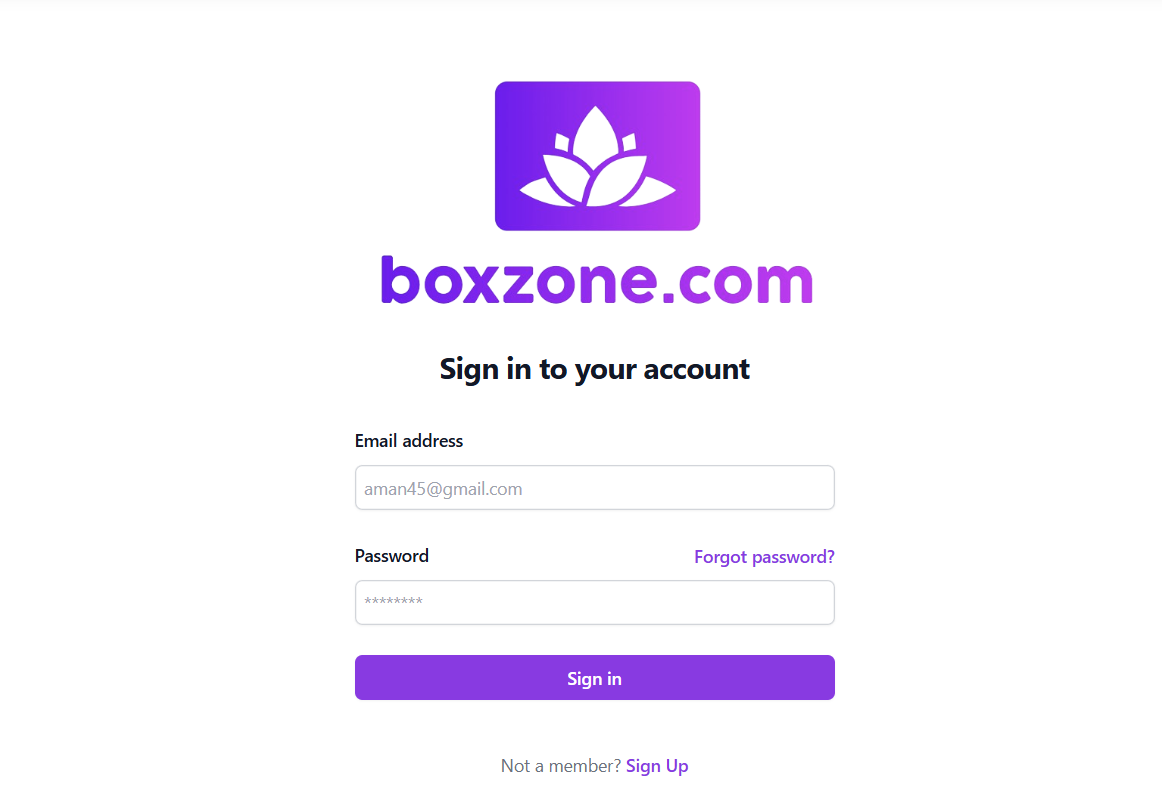 boxzone.com
Sign in to your account
Email address
aman45@gmail.com
Password Forgot password?
********
Sign in
Not a member? Sign Up